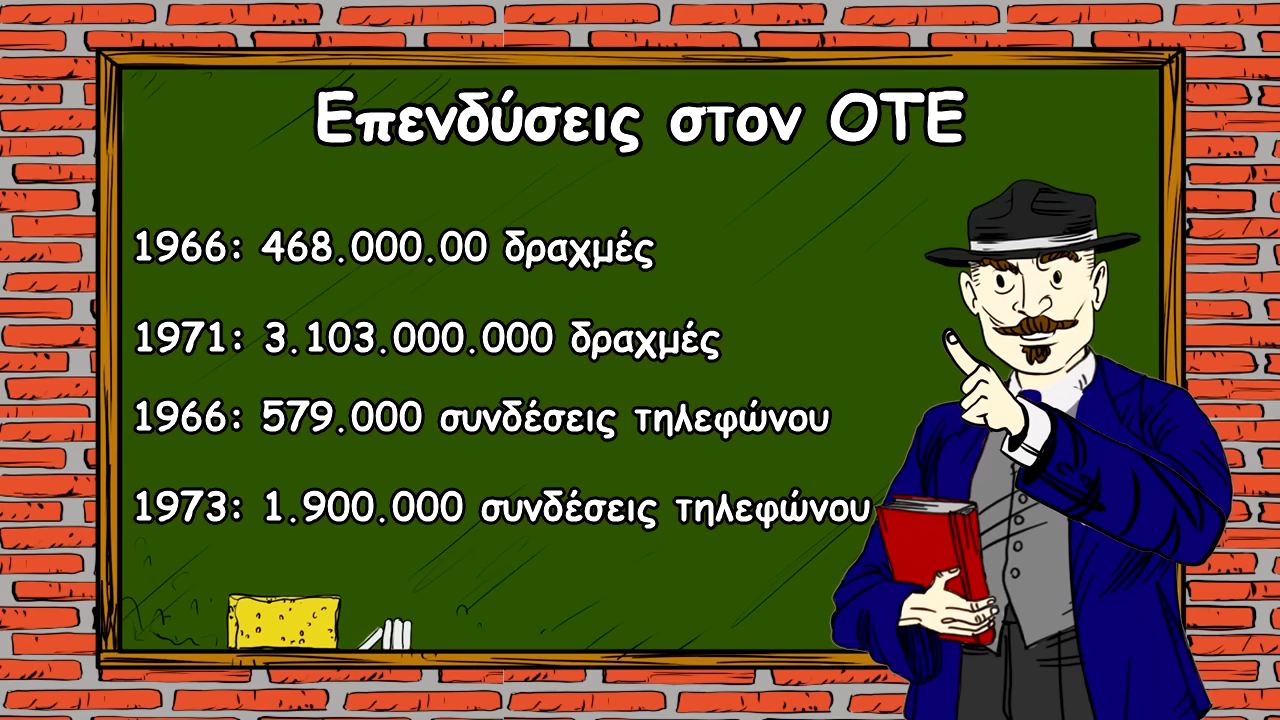 Επενδύσεις στον ΟΤΕ
1966: 468.000.00 δραχμές
1971: 3.103.000.000 δραχμές
1966: 579.000 συνδέσεις τηλεφώνου
1973: 1.900.000 συνδέσεις τηλεφώνου